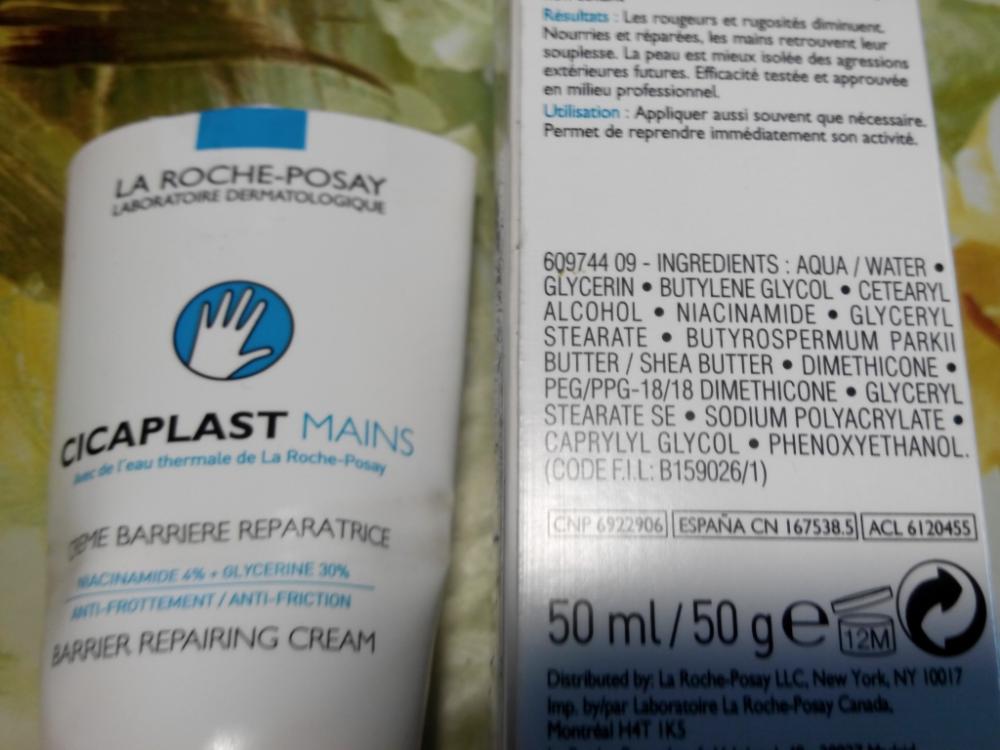 LA ROCHE-POSAY
LABORATOIRE DERMATOLOGIQUE
CICAPLAST MAINS
de l'eau thermale de La Roche-Posay
BARRIERE REPARATRICE
NIACINAMIDE 4% + GLYCERINE 30%
ANTI-FROTTEMENT / ANTI-FRICTION
BARRIER REPAIRING CREAM
Résultats : Les rougeurs et rugosités diminuent.
Nourries et réparées, les mains retrouvent leur
souplesse. La peau est mieux isolée des agressions
extérieures futures. Efficacité testée et approuvée
en milieu professionnel.
Utilisation : Appliquer aussi souvent que nécessaire.
Permet de reprendre immédiatement son activité.
609744 09 - INGREDIENTS : AQUA / WATER •
GLYCERIN • BUTYLENE GLYCOL • CETEARYL
ALCOHOL • NIACINAMIDE • GLYCERYL
STEARATE • BUTYROSPERMUM PARKII
BUTTER / SHEA BUTTER • DIMETHICONE •
PEG/PPG-18/18 DIMETHICONE • GLYCERYL
STEARATE SE • SODIUM POLYACRYLATE •
CAPRYLYL GLYCOL • PHENOXYETHANOL.
(CODE F.I.L: B159026/1)
CNP 6922906 ESPAÑA CN 167538.5 ACL 6120455
50 ml / 50 g e 12M
Distributed by: La Roche-Posay LLC, New York, NY 10017
Imp. by/par Laboratoire La Roche-Posay Canada,
Montréal H4T 1K5